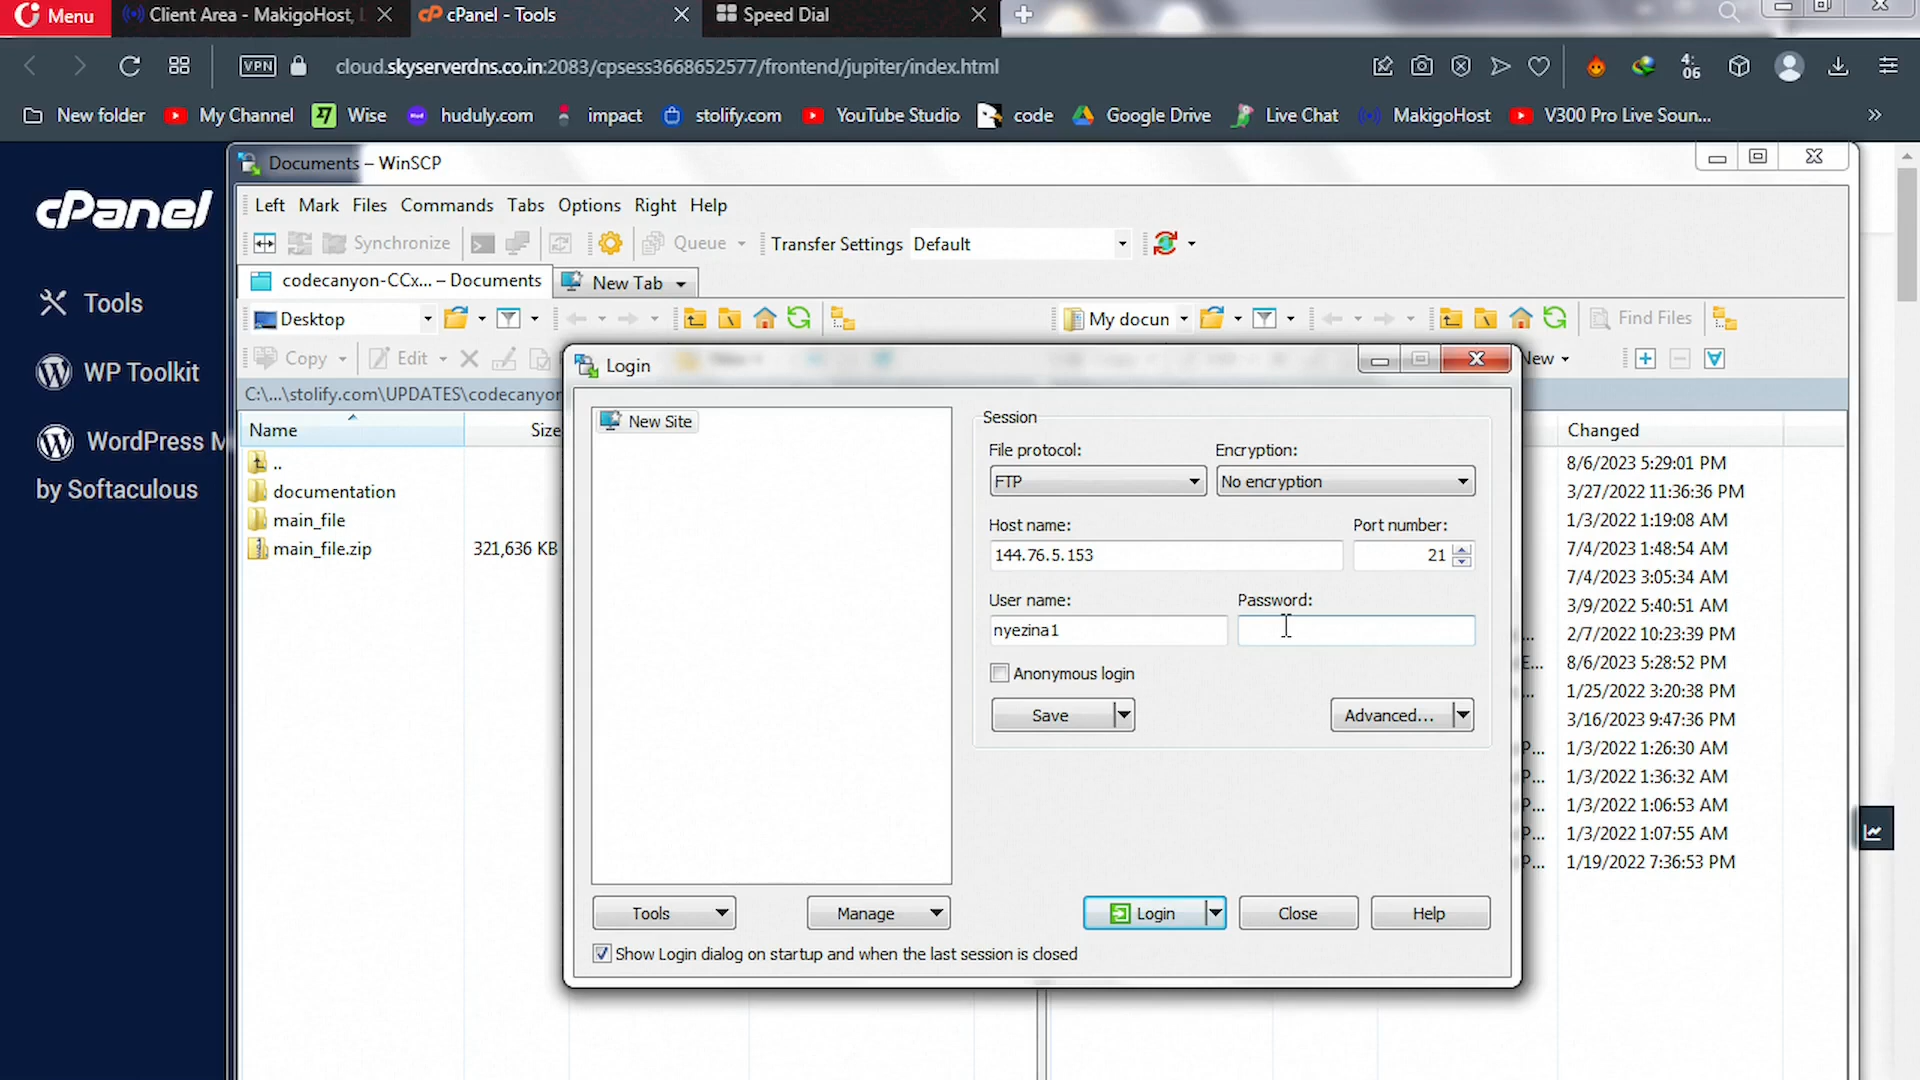 Menu
Client Area - MakigoHost,
cPanel - Tools
Speed Dial
VPN
cloud.skyserverdns.co.in:2083/cpsess3668652577/frontend/jupiter/index.html
4:
06
New folder
My Channel
Wise
huduly.com
impact
stolify.com
YouTube Studio
code
Google Drive
Live Chat
MakigoHost
V300 Pro Live Soun...
cPanel
Tools
WP Toolkit
WordPress M
by Softaculous
Documents – WinSCP
Left Mark Files Commands Tabs Options Right Help
Synchronize
Queue
Transfer Settings Default
codecanyon-CCx... – Documents
New Tab
Desktop
My docun
Find Files
Copy
Edit
New
C:\...\stolify.com\UPDATES\codecanyon
Name
Size
Changed
..
documentation
main_file
main_file.zip 321,636 KB
8/6/2023 5:29:01 PM
3/27/2022 11:36:36 PM
1/3/2022 1:19:08 AM
7/4/2023 1:48:54 AM
7/4/2023 3:05:34 AM
3/9/2022 5:40:51 AM
... 2/7/2022 10:23:39 PM
E... 8/6/2023 5:28:52 PM
... 1/25/2022 3:20:38 PM
3/16/2023 9:47:36 PM
P... 1/3/2022 1:26:30 AM
P... 1/3/2022 1:36:32 AM
P... 1/3/2022 1:06:53 AM
P... 1/3/2022 1:07:55 AM
P... 1/19/2022 7:36:53 PM
Login
New Site
Session
File protocol:
Encryption:
FTP
No encryption
Host name:
Port number:
144.76.5.153
21
User name:
Password:
nyezina1
Anonymous login
Save
Advanced...
Tools
Manage
Login
Close
Help
Show Login dialog on startup and when the last session is closed